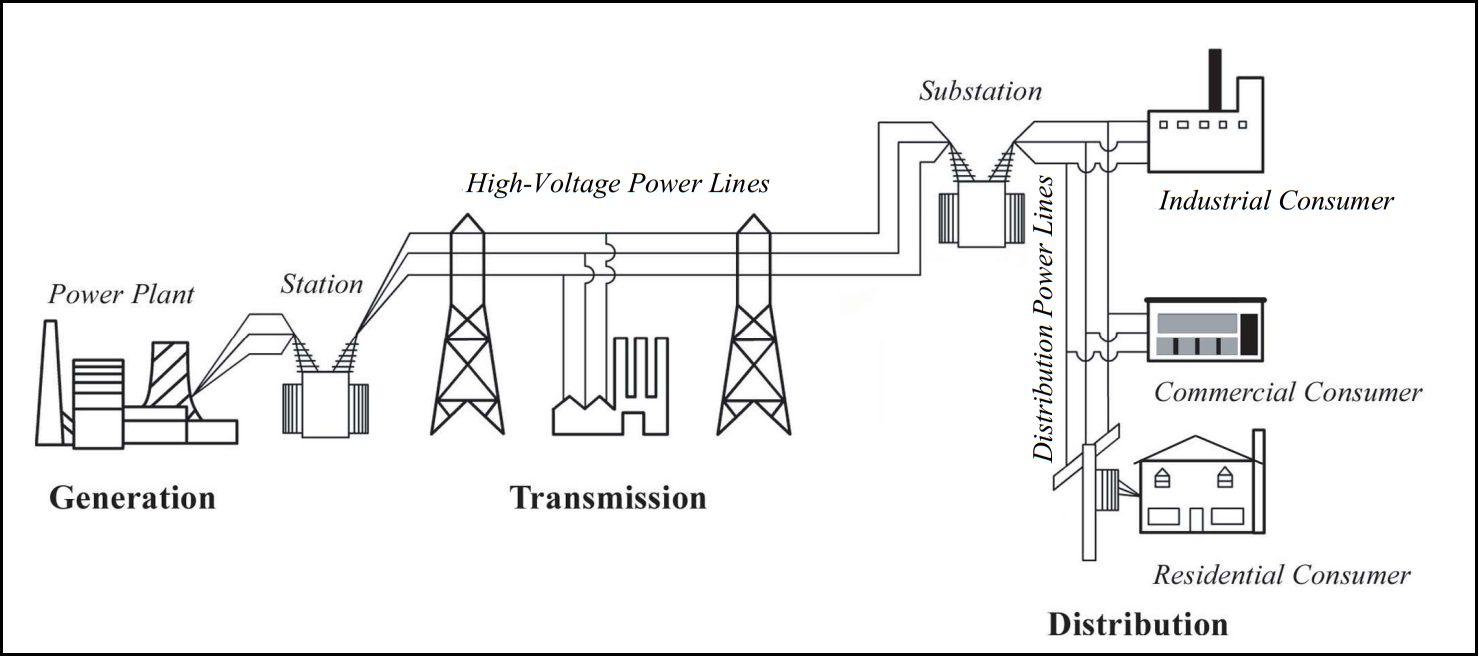 Substation
High-Voltage Power Lines
Industrial Consumer
Station
Power Plant
Distribution Power Lines
Commercial Consumer
Generation
Transmission
Residential Consumer
Distribution